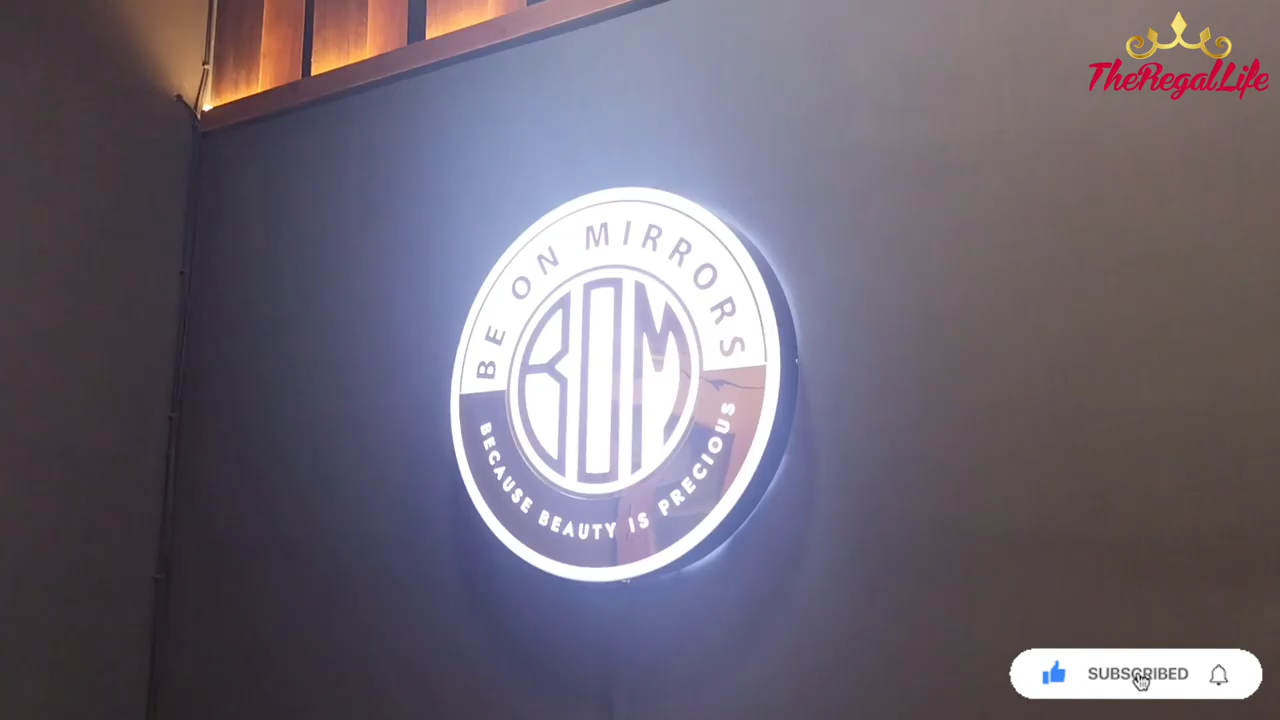 TheRegalLife
BE ON MIRRORS
BOM
BECAUSE BEAUTY IS PRECIOUS
SUBSCRIBED